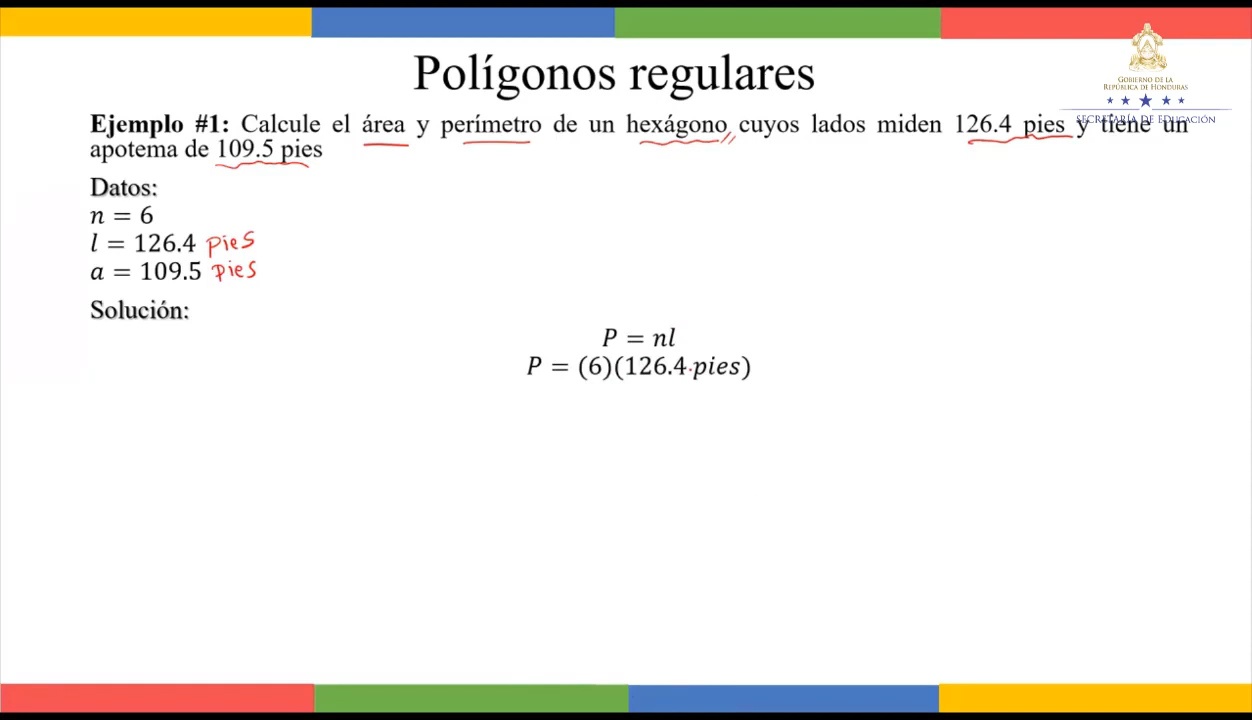 Polígonos regulares
GOBIERNO DE LA
REPÚBLICA DE HONDURAS
SECRETARÍA DE EDUCACIÓN
Ejemplo #1: Calcule el área y perímetro de un hexágono cuyos lados miden 126.4 pies y tiene un
apotema de 109.5 pies
Datos:
n = 6
l = 126.4 pies
a = 109.5 pies
Solución:
P = nl
P = (6)(126.4 pies)